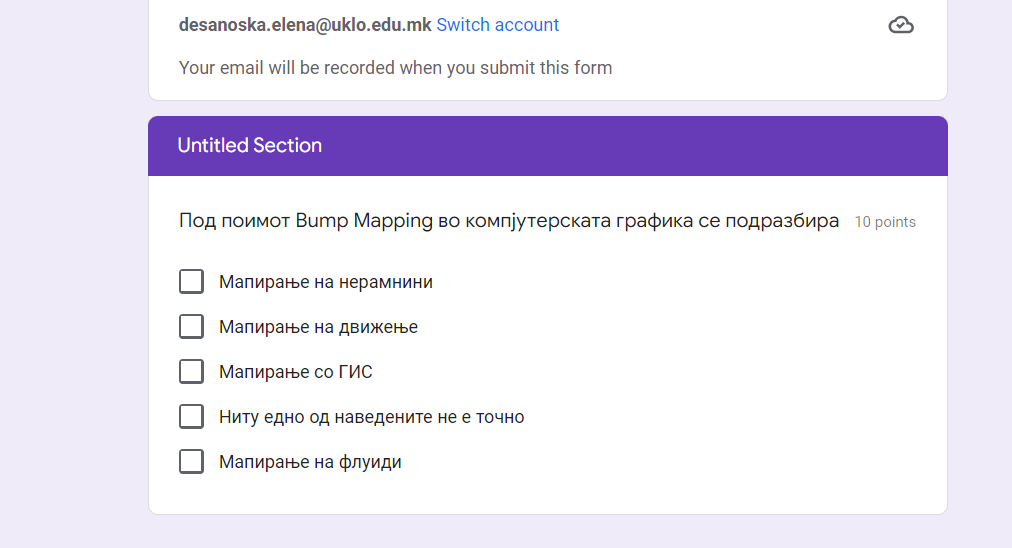 desanoska.elena@uklo.edu.mk Switch account
Your email will be recorded when you submit this form
Untitled Section
Под поимот Bump Mapping во компјутерската графика се подразбира 10 points
Мапирање на нерамнини
Мапирање на движење
Мапирање со ГИС
Ниту едно од наведените не е точно
Мапирање на флуиди